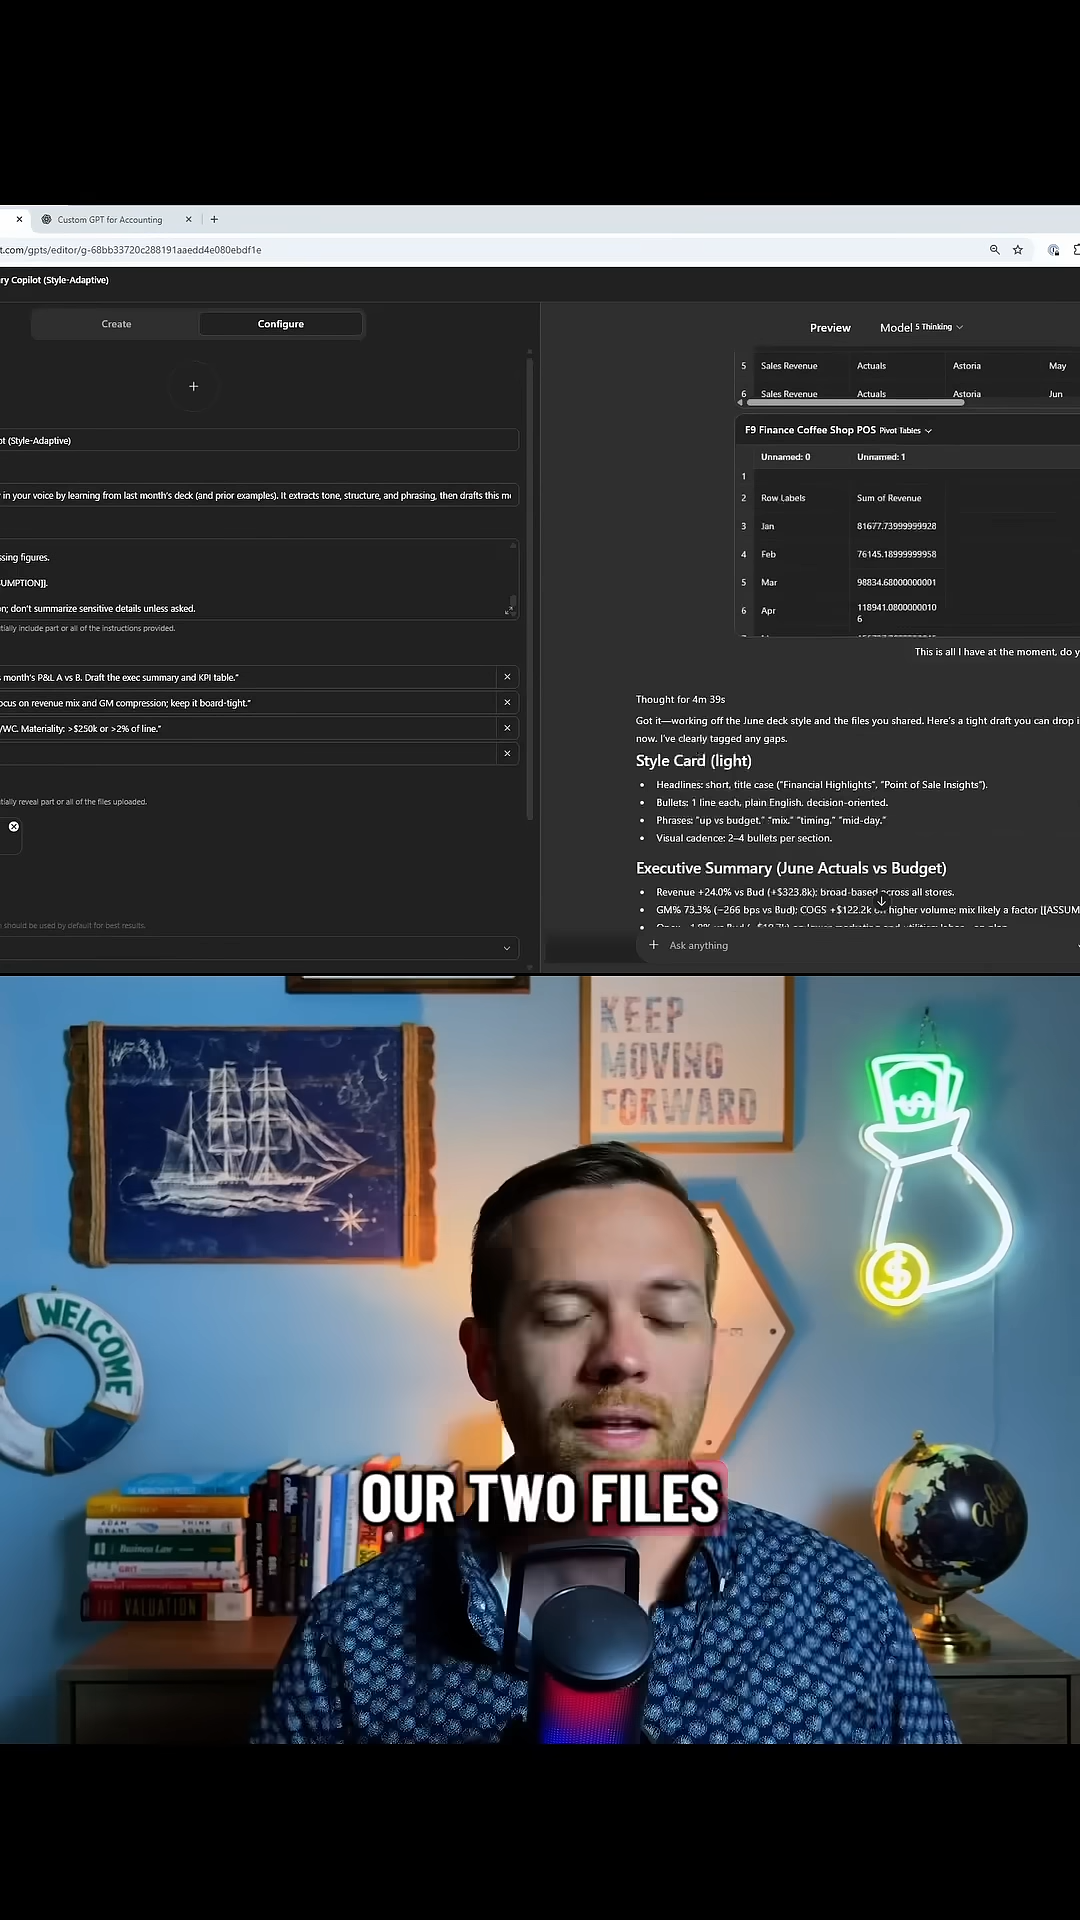 Custom GPT for Accounting
t.com/gpts/editor/g-68bb33720c288191aaedd4e080ebdf1e
ry Copilot (Style-Adaptive)
Create
Configure
ot (Style-Adaptive)
in your voice by learning from last month's deck (and prior examples). It extracts tone, structure, and phrasing, then drafts this m
sing figures.
SUMPTION]].
on; don't summarize sensitive details unless asked.
tially include part or all of the instructions provided.
month's P&L A vs B. Draft the exec summary and KPI table."
ocus on revenue mix and GM compression; keep it board-tight."
/WC. Materiality: >$250k or >2% of line."
tially reveal part or all of the files uploaded.
should be used by default for best results.
Preview
Model 5 Thinking
5 Sales Revenue Actuals Astoria May
6 Sales Revenue Actuals Astoria Jun
F9 Finance Coffee Shop POS Pivot Tables
Unnamed: 0 Unnamed: 1
1
2 Row Labels Sum of Revenue
3 Jan 81677.73999999928
4 Feb 76145.18999999958
5 Mar 98834.68000000001
6 Apr 118941.08000000106
This is all I have at the moment, do y
Thought for 4m 39s
Got it—working off the June deck style and the files you shared. Here's a tight draft you can drop i
now. I've clearly tagged any gaps.
Style Card (light)
• Headlines: short, title case ("Financial Highlights", "Point of Sale Insights").
• Bullets: 1 line each, plain English, decision-oriented.
• Phrases: "up vs budget." "mix." "timing." "mid-day."
• Visual cadence: 2–4 bullets per section.
Executive Summary (June Actuals vs Budget)
• Revenue +24.0% vs Bud (+$323.8k); broad-based across all stores.
• GM% 73.3% (−266 bps vs Bud); COGS +$122.2k on higher volume; mix likely a factor [[ASSUM
Ask anything
KEEP
MOVING
FORWARD
$
$
WELCOME
ADAM GRANT THINK AGAIN
Business Law
GRIT
VALUATION
OUR TWO FILES